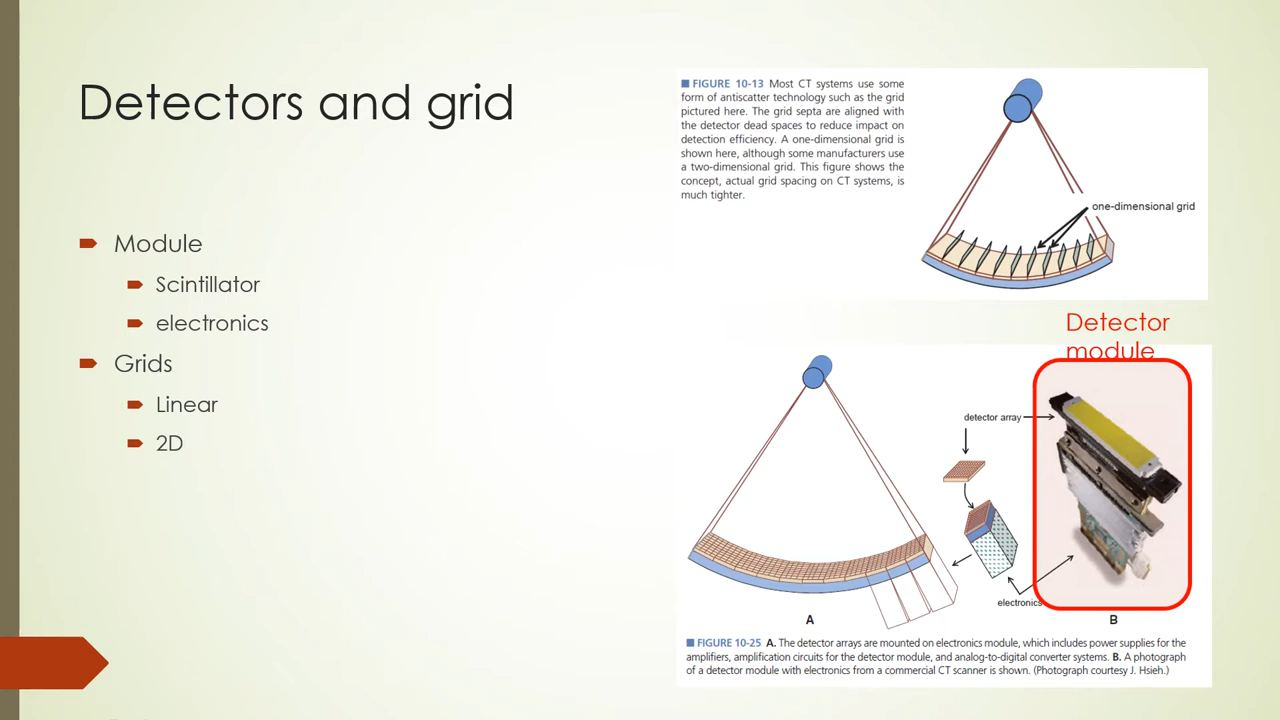 Detectors and grid
Module
Scintillator
electronics
Grids
Linear
2D
FIGURE 10-13 Most CT systems use some
form of antiscatter technology such as the grid
pictured here. The grid septa are aligned with
the detector dead spaces to reduce impact on
detection efficiency. A one-dimensional grid is
shown here, although some manufacturers use
a two-dimensional grid. This figure shows the
concept, actual grid spacing on CT systems, is
much tighter.
one-dimensional grid
Detector
module
detector array
electronics
A
B
FIGURE 10-25 A. The detector arrays are mounted on electronics module, which includes power supplies for the
amplifiers, amplification circuits for the detector module, and analog-to-digital converter systems. B. A photograph
of a detector module with electronics from a commercial CT scanner is shown. (Photograph courtesy J. Hsieh.)